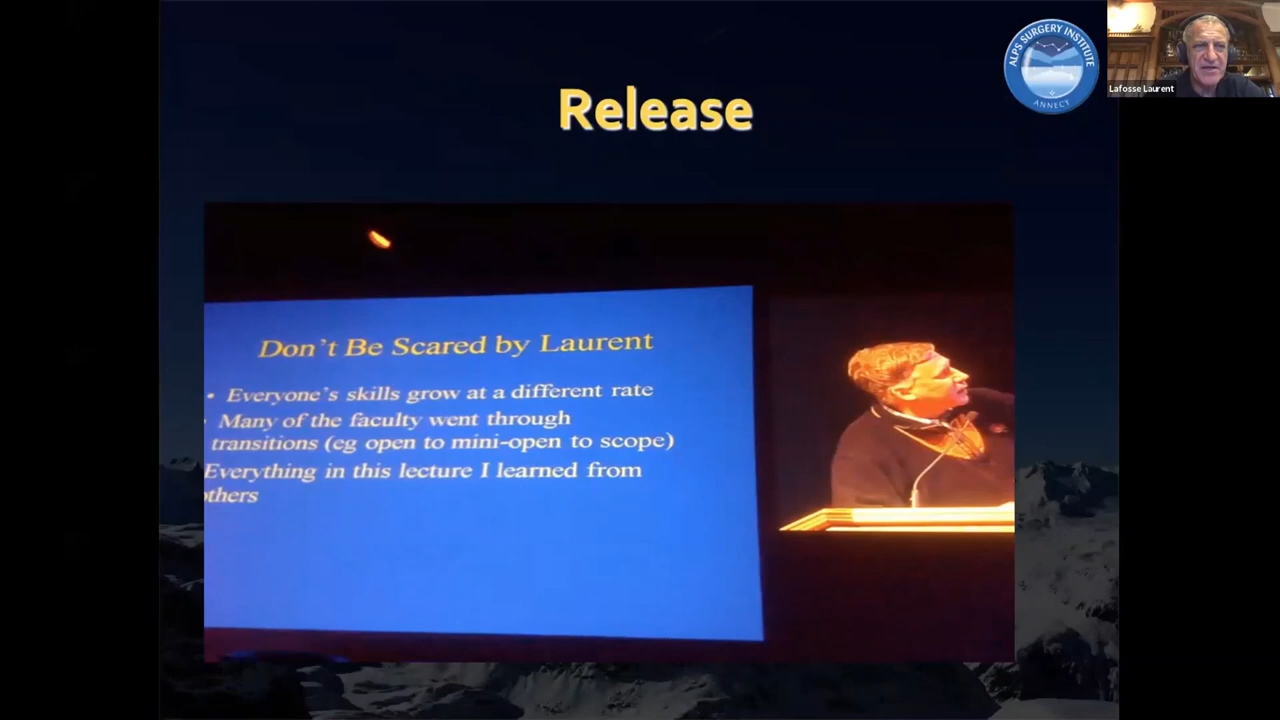 ALPS SURGERY INSTITUTE
ANNECY
Lafosse Laurent
Release
Don't Be Scared by Laurent
• Everyone's skills grow at a different rate
Many of the faculty went through
transitions (eg open to mini-open to scope)
Everything in this lecture I learned from
others